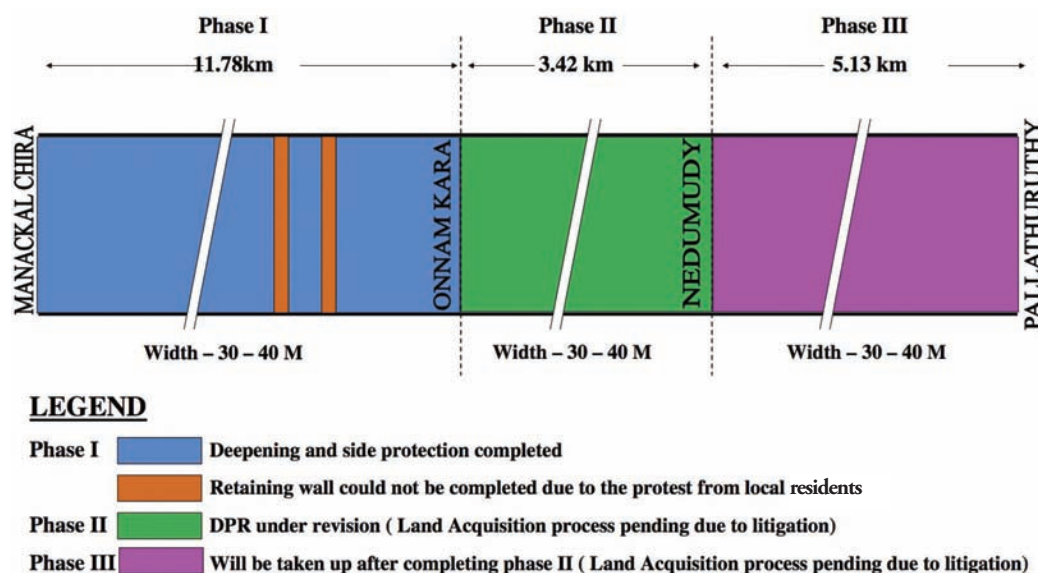 Phase I Phase II Phase III
11.78km 3.42 km 5.13 km
MANACKAL CHIRA
ONNAM KARA
NEDUMUDY
PALLATHURUTHY
Width – 30 – 40 M Width – 30 – 40 M Width – 30 – 40 M
LEGEND
Phase I Deepening and side protection completed
Retaining wall could not be completed due to the protest from local residents
Phase II DPR under revision ( Land Acquisition process pending due to litigation)
Phase III Will be taken up after completing phase II ( Land Acquisition process pending due to litigation)